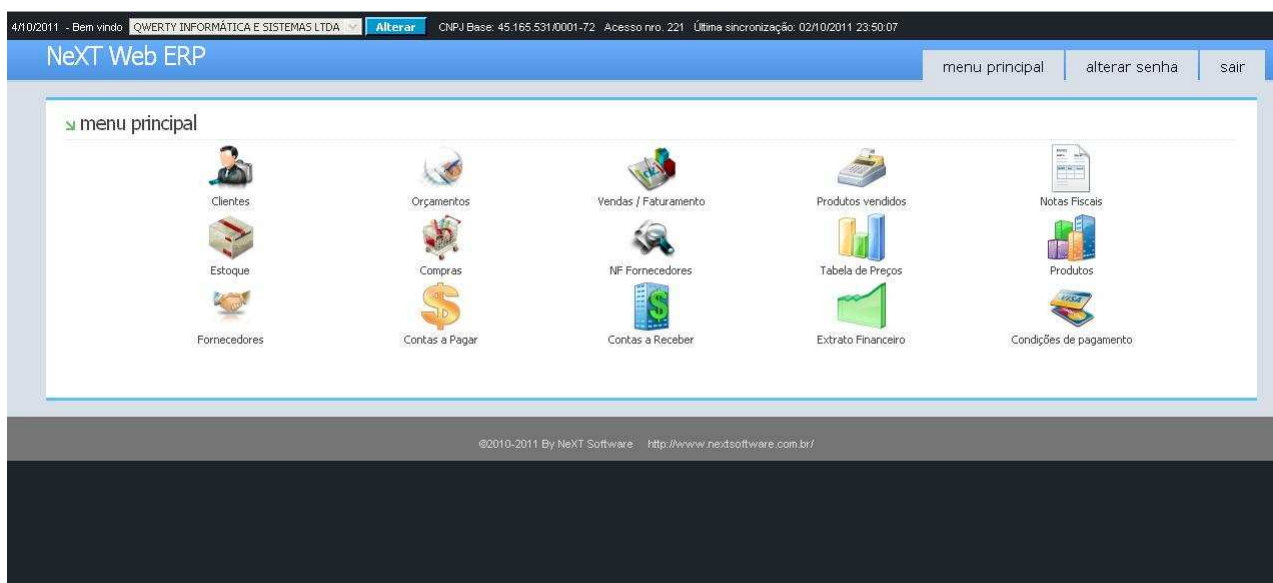 4/10/2011 - Bem vindo QWERTY INFORMÁTICA E SISTEMAS LTDA Alterar CNPJ Base: 45.165.531/0001-72 Acesso nro. 221 Última sincronização: 02/10/2011 23:50:07
NeXT Web ERP
menu principal alterar senha sair
menu principal
Clientes Orçamentos Vendas / Faturamento Produtos vendidos Notas Fiscais
Estoque Compras NF Fornecedores Tabela de Preços Produtos
Fornecedores Contas a Pagar Contas a Receber Extrato Financeiro Condições de pagamento
©2010-2011 By NeXT Software http://www.nextsoftware.com.br/